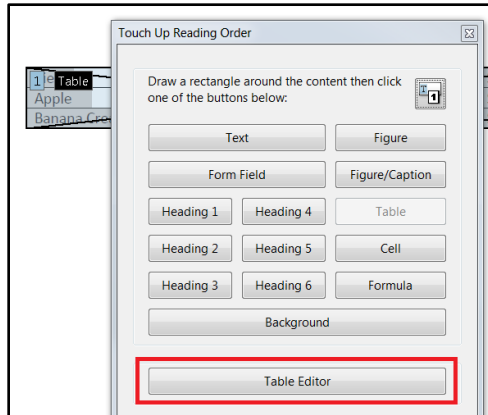 Touch Up Reading Order
1 Table
Apple
Banana Cre
Draw a rectangle around the content then click
one of the buttons below:
Text Figure
Form Field Figure/Caption
Heading 1 Heading 4 Table
Heading 2 Heading 5 Cell
Heading 3 Heading 6 Formula
Background
Table Editor